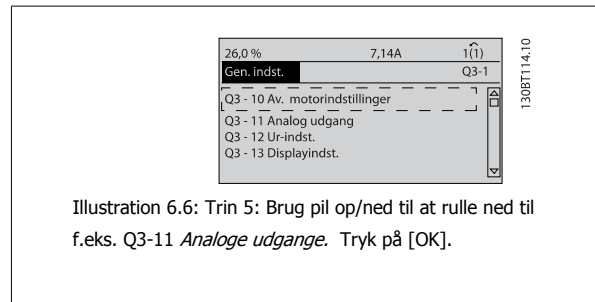 26,0 % 7,14A 1(1)
Gen. indst. Q3-1
Q3 - 10 Av. motorindstillinger
Q3 - 11 Analog udgang
Q3 - 12 Ur-indst.
Q3 - 13 Displayindst.
130BT114.10
Illustration 6.6: Trin 5: Brug pil op/ned til at rulle ned til
f.eks. Q3-11 Analoge udgange. Tryk på [OK].